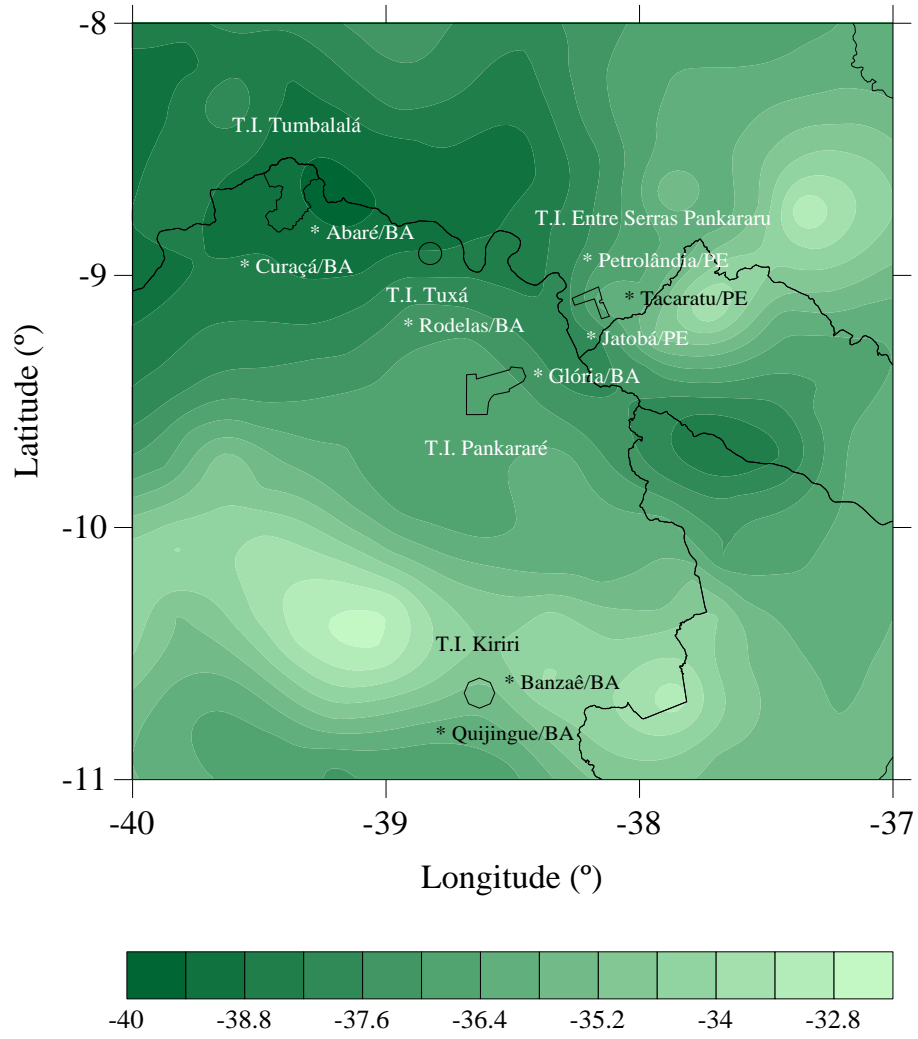 -8
T.I. Tumbalalá
T.I. Entre Serras Pankararu
* Abaré/BA
* Curaçá/BA
* Petrolândia/PE
-9
T.I. Tuxá
* Tacaratu/PE
* Rodelas/BA
* Jatobá/PE
* Glória/BA
T.I. Pankararé
-10
T.I. Kiriri
* Banzaê/BA
* Quijingue/BA
-11
Latitude (º)
-40 -39 -38 -37
Longitude (º)
-40 -38.8 -37.6 -36.4 -35.2 -34 -32.8